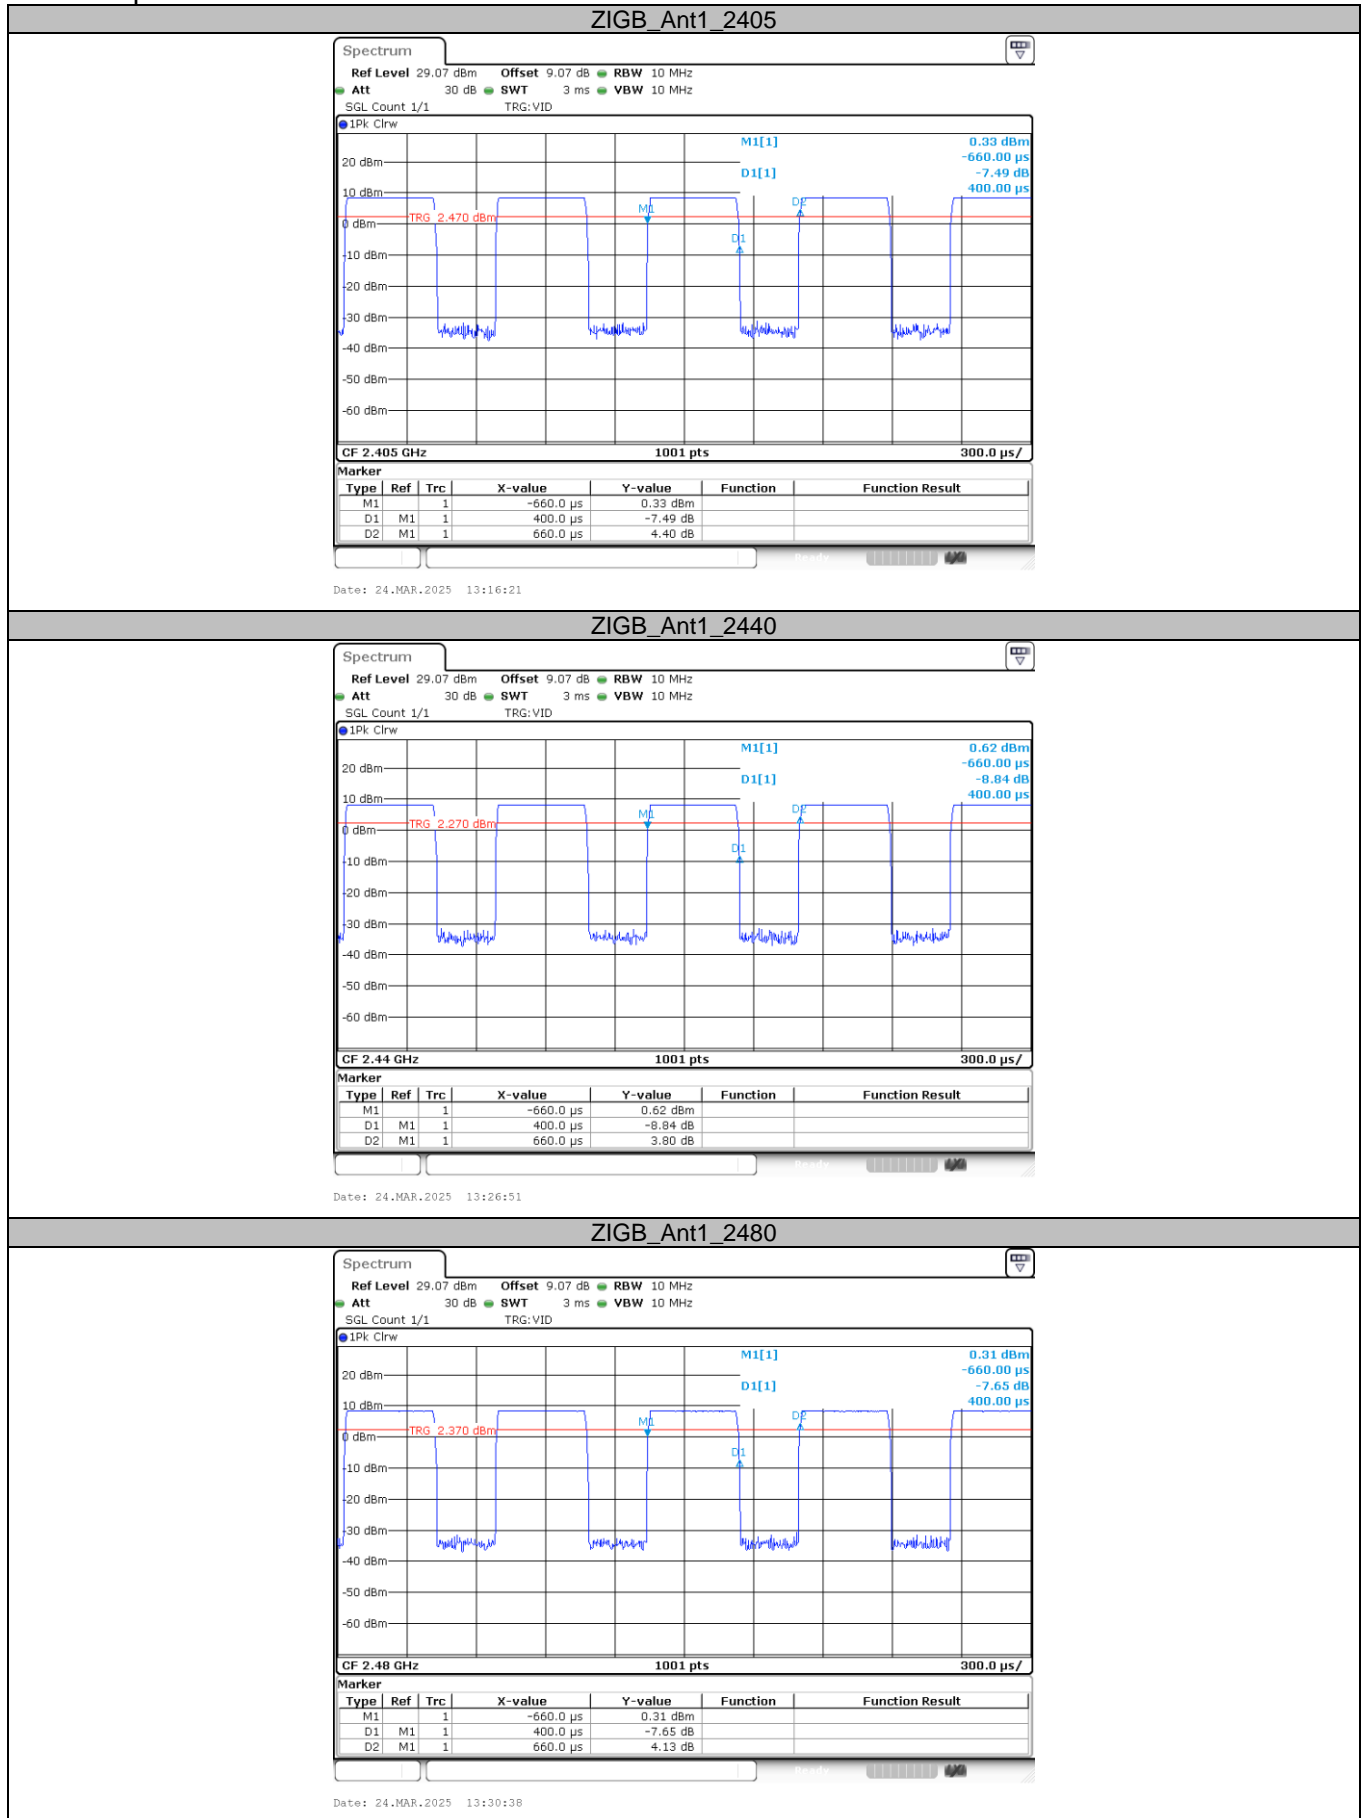 ZIGB_Ant1_2405
Spectrum
Ref Level 29.07 dBm Offset 9.07 dB RBW 10 MHz
Att 30 dB SWT 3 ms VBW 10 MHz
SGL Count 1/1 TRG:VID
1Pk Clrw
M1[1] 0.33 dBm
-660.00 µs
D1[1] -7.49 dB
400.00 µs
20 dBm
10 dBm
M1
D2
TRG 2.470 dBm
0 dBm
D1
-10 dBm
-20 dBm
-30 dBm
-40 dBm
-50 dBm
-60 dBm
CF 2.405 GHz 1001 pts 300.0 µs/
Marker
Type Ref Trc X-value Y-value Function Function Result
M1 1 -660.0 µs 0.33 dBm
D1 M1 1 400.0 µs -7.49 dB
D2 M1 1 660.0 µs 4.40 dB
Ready
Date: 24.MAR.2025 13:16:21
ZIGB_Ant1_2440
Spectrum
Ref Level 29.07 dBm Offset 9.07 dB RBW 10 MHz
Att 30 dB SWT 3 ms VBW 10 MHz
SGL Count 1/1 TRG:VID
1Pk Clrw
M1[1] 0.62 dBm
-660.00 µs
D1[1] -8.84 dB
400.00 µs
20 dBm
10 dBm
M1
D2
TRG 2.270 dBm
0 dBm
D1
-10 dBm
-20 dBm
-30 dBm
-40 dBm
-50 dBm
-60 dBm
CF 2.44 GHz 1001 pts 300.0 µs/
Marker
Type Ref Trc X-value Y-value Function Function Result
M1 1 -660.0 µs 0.62 dBm
D1 M1 1 400.0 µs -8.84 dB
D2 M1 1 660.0 µs 3.80 dB
Ready
Date: 24.MAR.2025 13:26:51
ZIGB_Ant1_2480
Spectrum
Ref Level 29.07 dBm Offset 9.07 dB RBW 10 MHz
Att 30 dB SWT 3 ms VBW 10 MHz
SGL Count 1/1 TRG:VID
1Pk Clrw
M1[1] 0.31 dBm
-660.00 µs
D1[1] -7.65 dB
400.00 µs
20 dBm
10 dBm
M1
D2
TRG 2.370 dBm
0 dBm
D1
-10 dBm
-20 dBm
-30 dBm
-40 dBm
-50 dBm
-60 dBm
CF 2.48 GHz 1001 pts 300.0 µs/
Marker
Type Ref Trc X-value Y-value Function Function Result
M1 1 -660.0 µs 0.31 dBm
D1 M1 1 400.0 µs -7.65 dB
D2 M1 1 660.0 µs 4.13 dB
Ready
Date: 24.MAR.2025 13:30:38